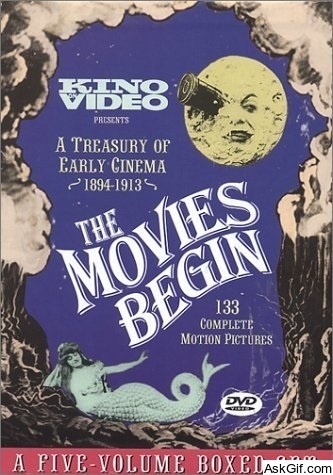 KINO
ON
VIDEO
PRESENTS
A TREASURY OF
EARLY CINEMA
1894-1913
THE
MOVIES
BEGIN
133
COMPLETE
MOTION PICTURES
DVD
VIDEO
A FIVE-VOLUME BOXED SET
AskGif.com